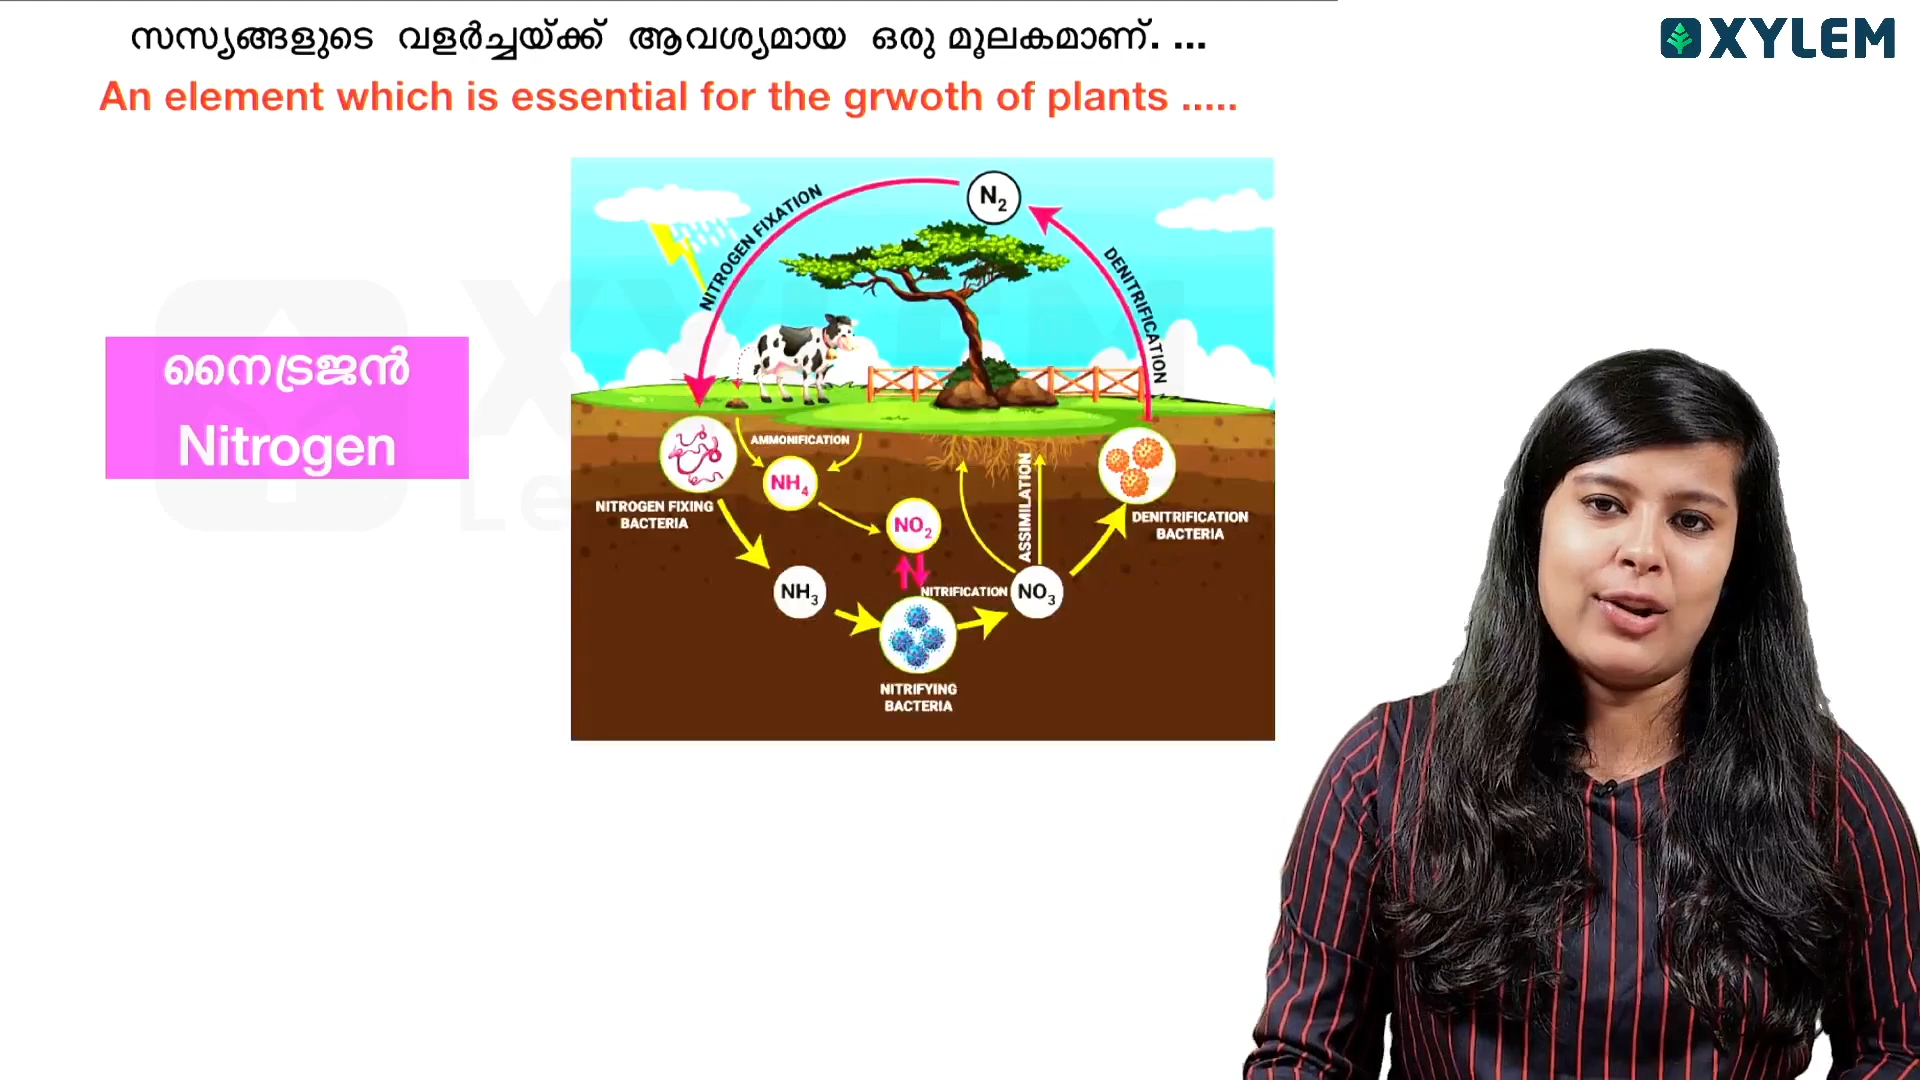 സസ്യങ്ങളുടെ വളർച്ചയ്ക്ക് ആവശ്യമായ ഒരു മൂലകമാണ്. ...
XYLEM
An element which is essential for the grwoth of plants .....
N2
NITROGEN FIXATION
DENITRIFICATION
നൈട്രജൻ
Nitrogen
AMMONIFICATION
NH4
NITROGEN FIXING
BACTERIA
NO2
ASSIMILATION
DENITRIFICATION
BACTERIA
NH3
NITRIFICATION
NO3
NITRIFYING
BACTERIA